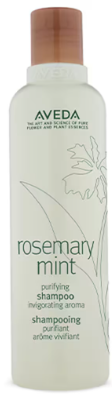 AVEDA
THE ART AND SCIENCE OF PURE
FLOWER AND PLANT ESSENCES
rosemary
mint
purifying
shampoo
invigorating aroma
shampooing
purifiant
arôme vivifiant